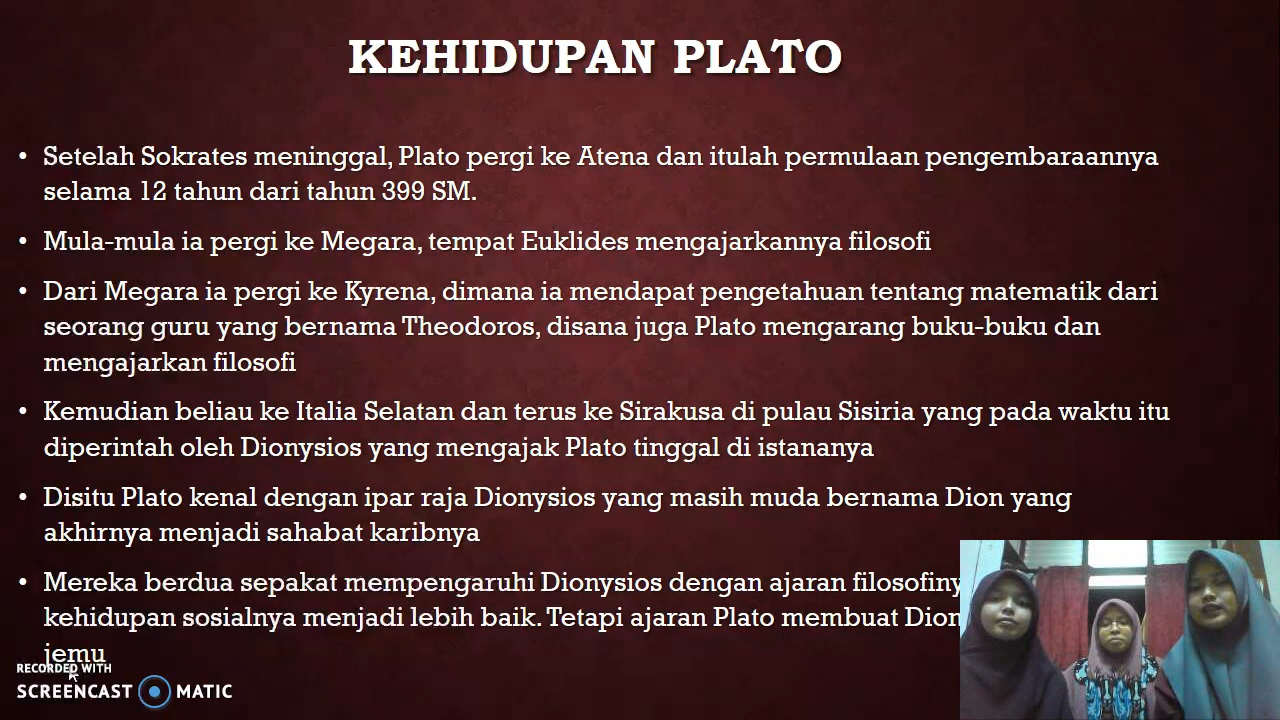 KEHIDUPAN PLATO
• Setelah Sokrates meninggal, Plato pergi ke Atena dan itulah permulaan pengembaraannya
selama 12 tahun dari tahun 399 SM.
• Mula-mula ia pergi ke Megara, tempat Euklides mengajarkannya filosofi
• Dari Megara ia pergi ke Kyrena, dimana ia mendapat pengetahuan tentang matematik dari
seorang guru yang bernama Theodoros, disana juga Plato mengarang buku-buku dan
mengajarkan filosofi
• Kemudian beliau ke Italia Selatan dan terus ke Sirakusa di pulau Sisiria yang pada waktu itu
diperintah oleh Dionysios yang mengajak Plato tinggal di istananya
• Disitu Plato kenal dengan ipar raja Dionysios yang masih muda bernama Dion yang
akhirnya menjadi sahabat karibnya
• Mereka berdua sepakat mempengaruhi Dionysios dengan ajaran
kehidupan sosialnya menjadi lebih baik. Tetapi ajaran Plato membuat
jemu
RECORDED WITH
SCREENCAST MATIC